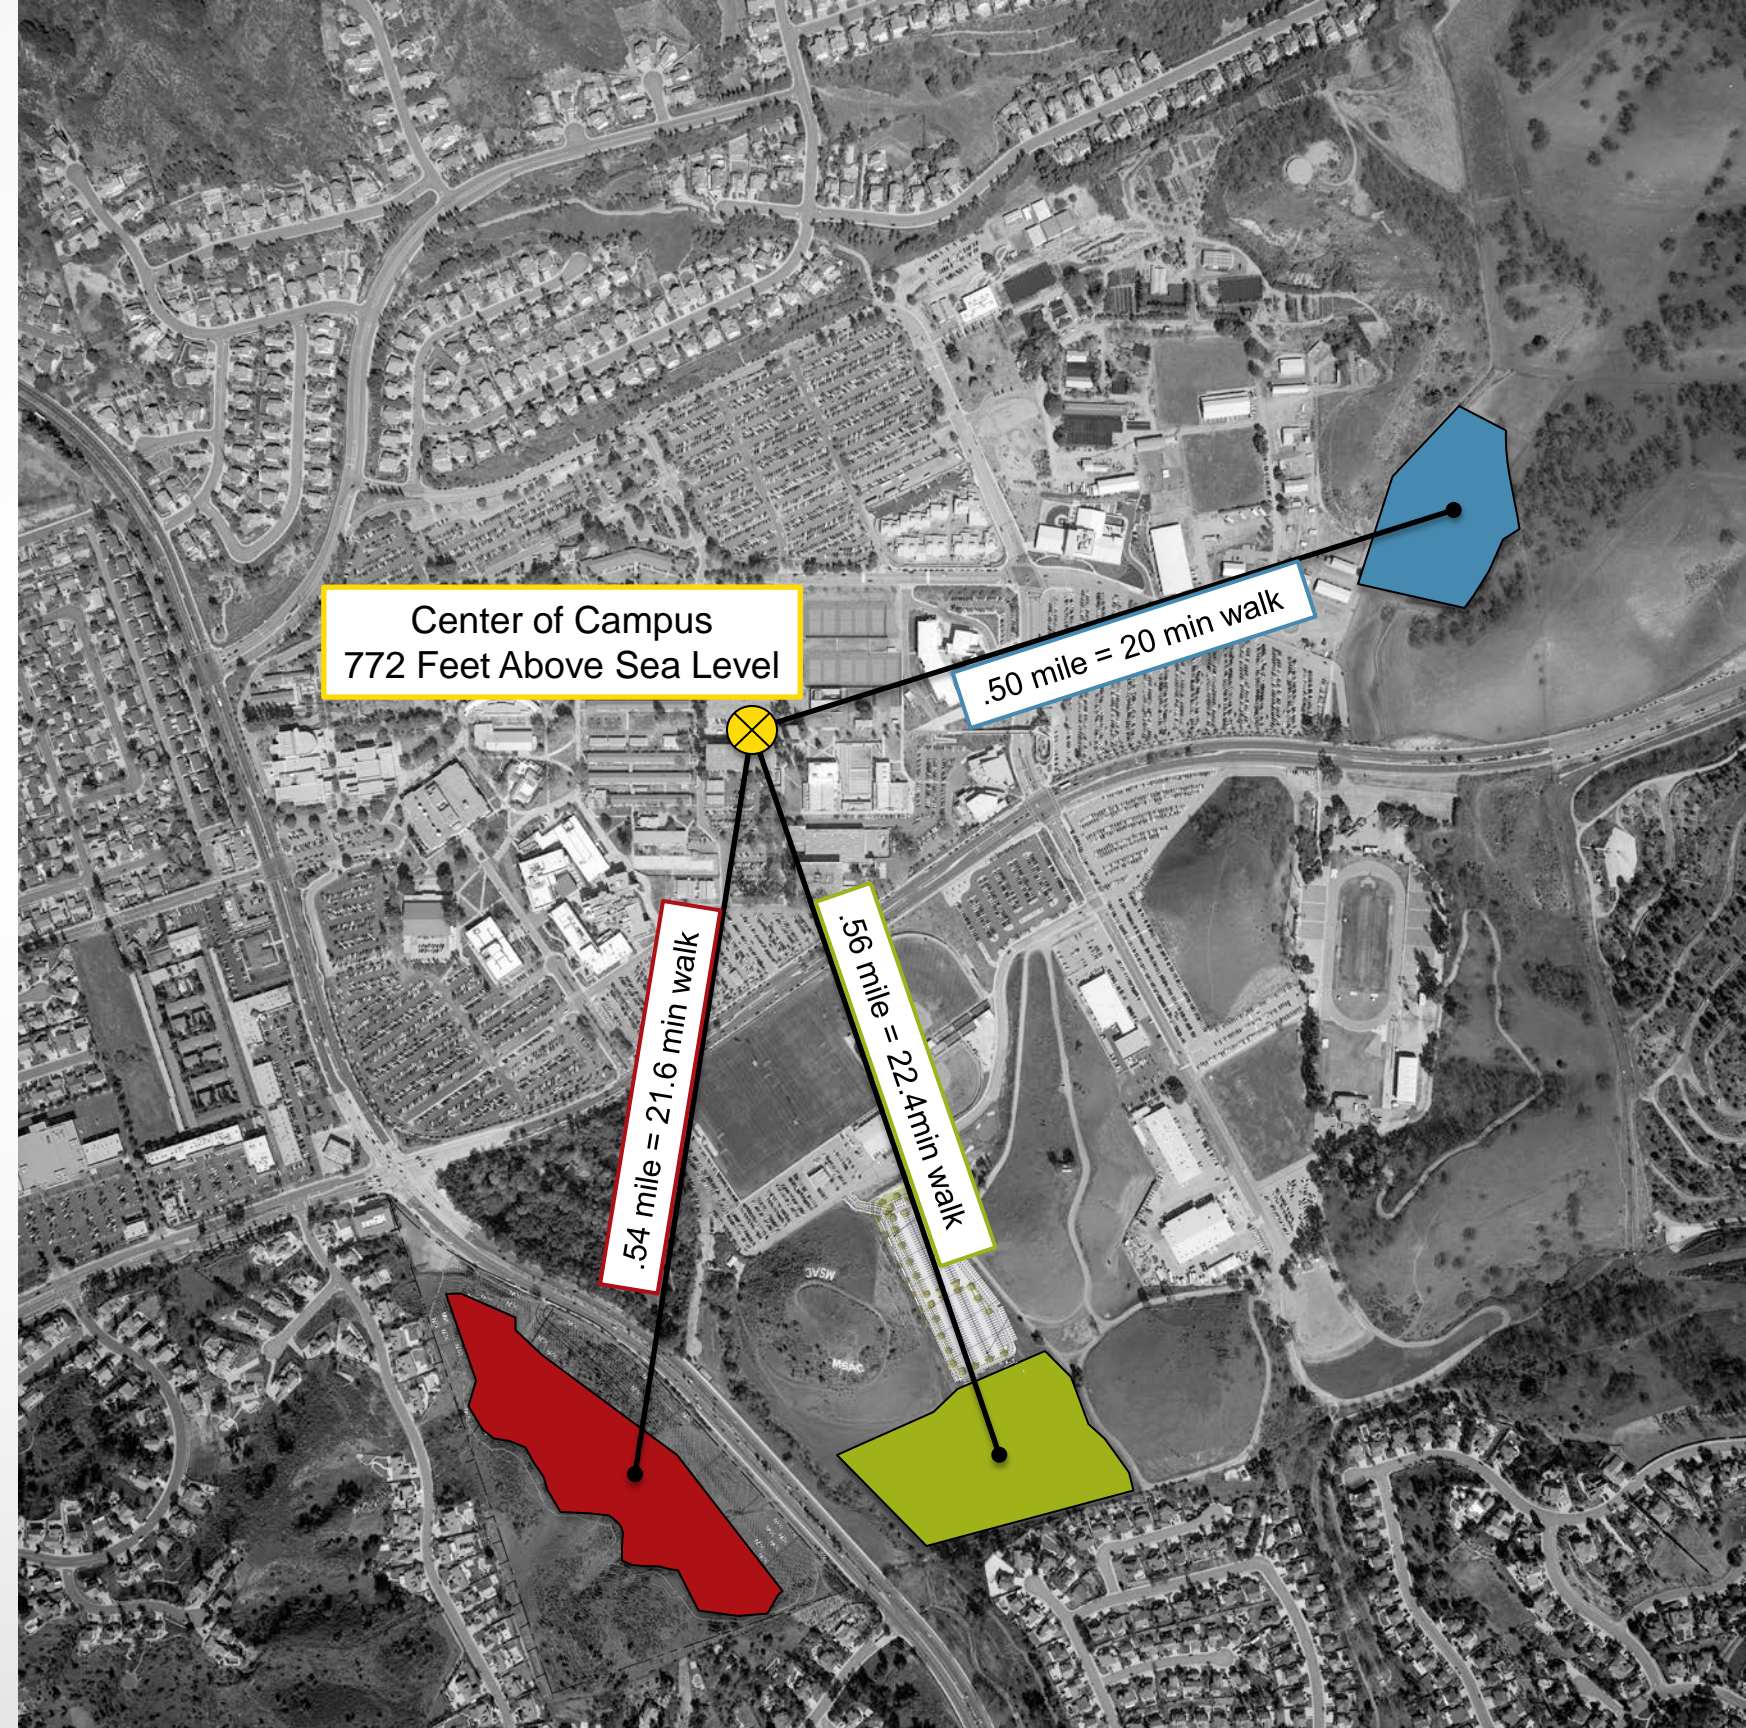 Center of Campus
772 Feet Above Sea Level
.50 mile = 20 min walk
.54 mile = 21.6 min walk
.56 mile = 22.4min walk
MSAC
MSAC